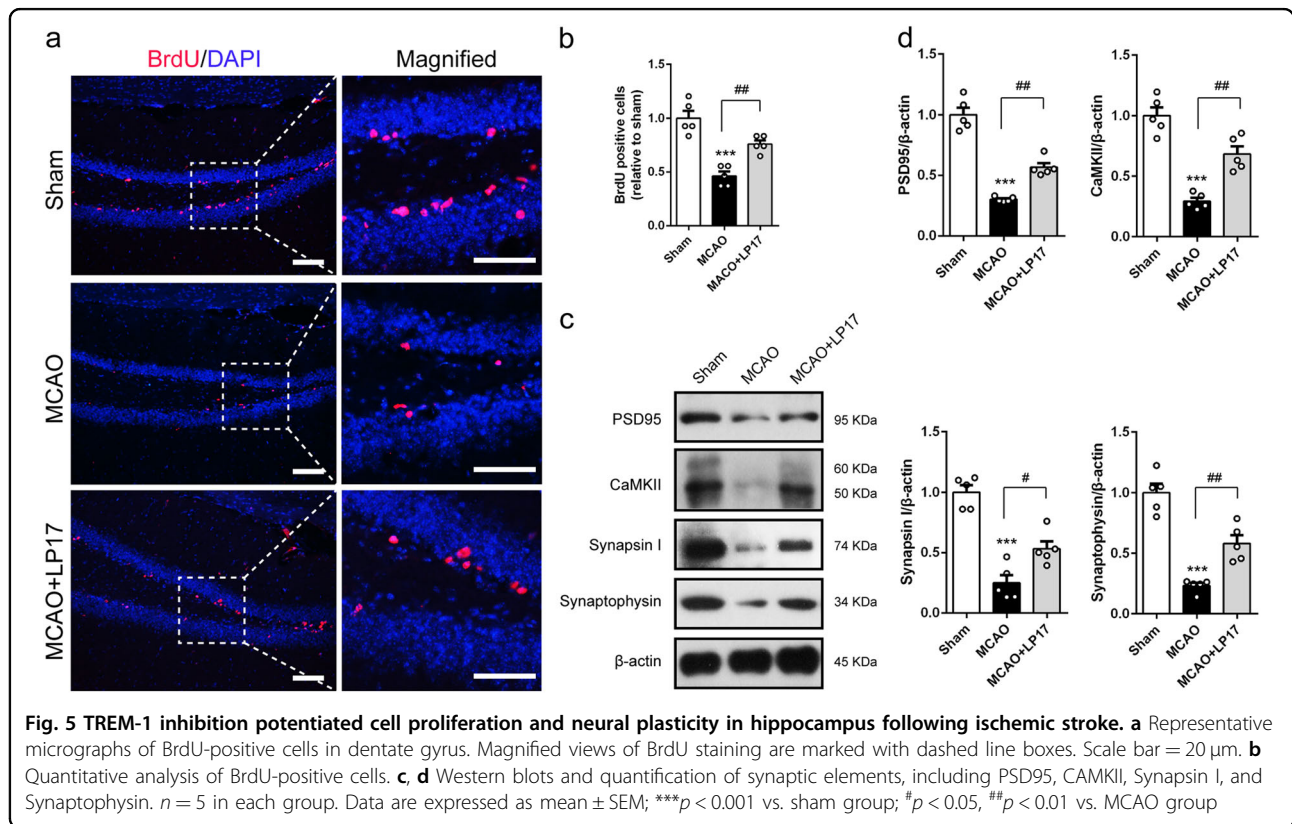 a
BrdU/DAPI
Magnified
Sham
MCAO
MCAO+LP17
b
BrdU positive cells
(relative to sham)
1.5
1.0
0.5
0.0
##
***
Sham
MCAO
MACO+LP17
c
Sham
MCAO
MCAO+LP17
PSD95
95 KDa
CaMKII
60 KDa
50 KDa
Synapsin I
74 KDa
Synaptophysin
34 KDa
β-actin
45 KDa
d
PSD95/β-actin
1.5
1.0
0.5
0.0
##
***
Sham
MCAO
MCAO+LP17
CaMKII/β-actin
1.5
1.0
0.5
0.0
##
***
Sham
MCAO
MCAO+LP17
Synapsin I/β-actin
1.5
1.0
0.5
0.0
#
***
Sham
MCAO
MCAO+LP17
Synaptophysin/β-actin
1.5
1.0
0.5
0.0
##
***
Sham
MCAO
MCAO+LP17
Fig. 5 TREM-1 inhibition potentiated cell proliferation and neural plasticity in hippocampus following ischemic stroke. a Representative
micrographs of BrdU-positive cells in dentate gyrus. Magnified views of BrdU staining are marked with dashed line boxes. Scale bar = 20 μm. b
Quantitative analysis of BrdU-positive cells. c, d Western blots and quantification of synaptic elements, including PSD95, CAMKII, Synapsin I, and
Synaptophysin. n = 5 in each group. Data are expressed as mean ± SEM; ***p < 0.001 vs. sham group; #p < 0.05, ##p < 0.01 vs. MCAO group